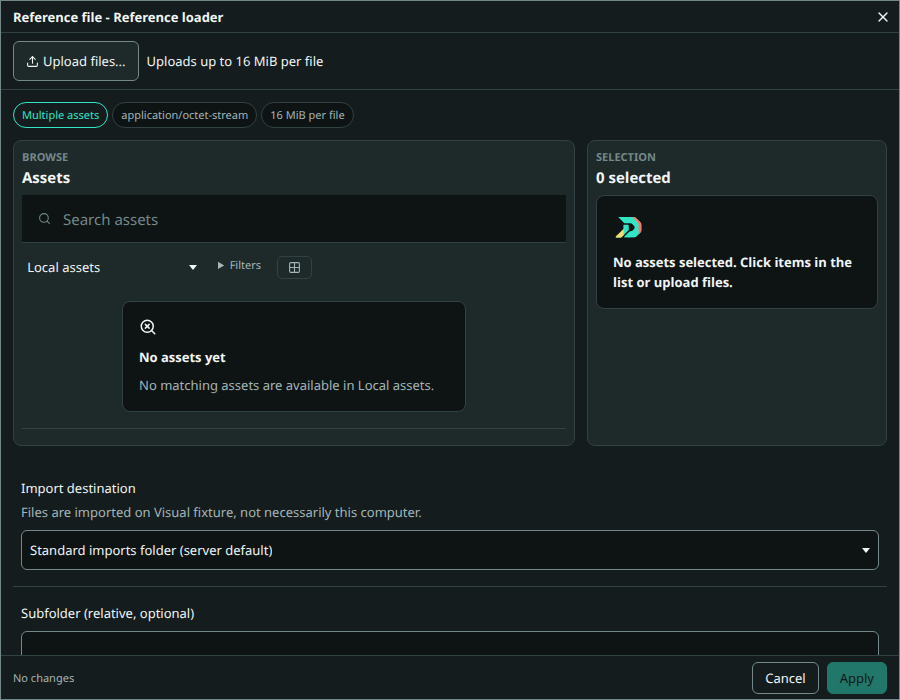 Reference file - Reference loader
Upload files...
Uploads up to 16 MiB per file
Multiple assets
application/octet-stream
16 MiB per file
BROWSE
Assets
Search assets
Local assets
Filters
No assets yet
No matching assets are available in Local assets.
SELECTION
0 selected
No assets selected. Click items in the
list or upload files.
Import destination
Files are imported on Visual fixture, not necessarily this computer.
Standard imports folder (server default)
Subfolder (relative, optional)
No changes
Cancel
Apply